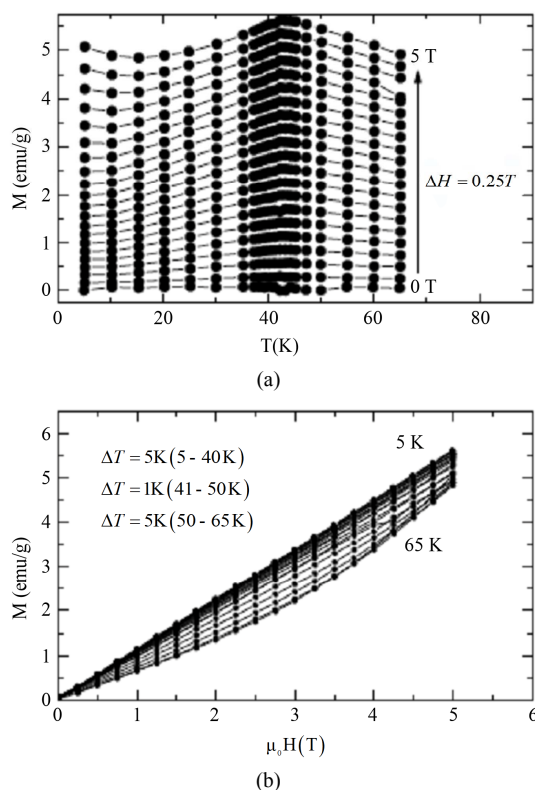 5
4
3
2
1
0
M (emu/g)
5 T
ΔH = 0.25T
0 T
0 20 40 60 80
T(K)
(a)
6
5
4
3
2
1
0
M (emu/g)
ΔT = 5K(5 - 40K)
ΔT = 1K(41 - 50K)
ΔT = 5K(50 - 65K)
5 K
65 K
0 1 2 3 4 5 6
μ₀H(T)
(b)